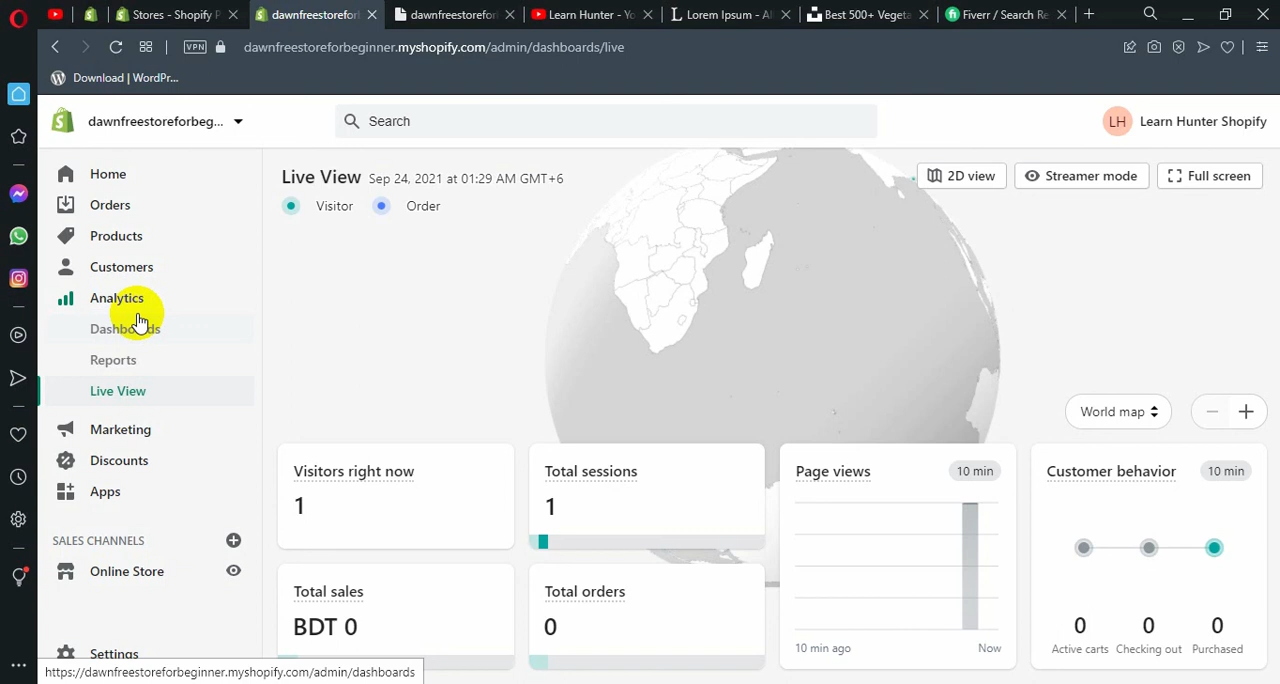 Stores - Shopify P
dawnfreestorefor
dawnfreestorefor
Learn Hunter - Yo
Lorem Ipsum - Al
Best 500+ Vegeta
Fiverr / Search Re
VPN
dawnfreestoreforbeginner.myshopify.com/admin/dashboards/live
Download | WordPr...
dawnfreestoreforbeg...
Search
LH
Learn Hunter Shopify
Home
Orders
Products
Customers
Analytics
Dashboards
Reports
Live View
Marketing
Discounts
Apps
SALES CHANNELS
Online Store
Settings
Live View Sep 24, 2021 at 01:29 AM GMT+6
Visitor Order
2D view
Streamer mode
Full screen
World map
Visitors right now
1
Total sessions
1
Total sales
BDT 0
Total orders
0
Page views
10 min
10 min ago Now
Customer behavior
10 min
0 0 0
Active carts Checking out Purchased
https://dawnfreestoreforbeginner.myshopify.com/admin/dashboards